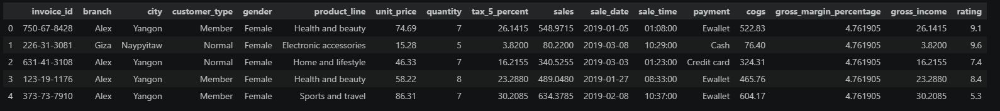 invoice_id branch city customer_type gender product_line unit_price quantity tax_5_percent sales sale_date sale_time payment cogs gross_margin_percentage gross_income rating
0 750-67-8428 Alex Yangon Member Female Health and beauty 74.69 7 26.1415 548.9715 2019-01-05 01:08:00 Ewallet 522.83 4.761905 26.1415 9.1
1 226-31-3081 Giza Naypyitaw Normal Female Electronic accessories 15.28 5 3.8200 80.2200 2019-03-08 10:29:00 Cash 76.40 4.761905 3.8200 9.6
2 631-41-3108 Alex Yangon Normal Female Home and lifestyle 46.33 7 16.2155 340.5255 2019-03-03 01:23:00 Credit card 324.31 4.761905 16.2155 7.4
3 123-19-1176 Alex Yangon Member Female Health and beauty 58.22 8 23.2880 489.0480 2019-01-27 08:33:00 Ewallet 465.76 4.761905 23.2880 8.4
4 373-73-7910 Alex Yangon Member Female Sports and travel 86.31 7 30.2085 634.3785 2019-02-08 10:37:00 Ewallet 604.17 4.761905 30.2085 5.3